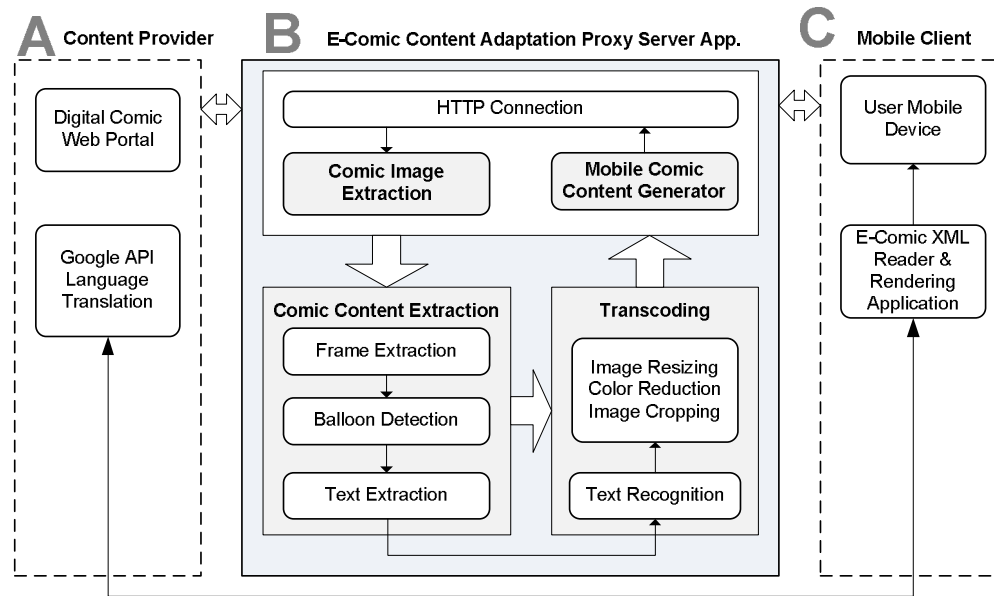 A Content Provider
Digital Comic
Web Portal
Google API
Language
Translation
B E-Comic Content Adaptation Proxy Server App.
HTTP Connection
Comic Image
Extraction
Mobile Comic
Content Generator
Comic Content Extraction
Frame Extraction
Balloon Detection
Text Extraction
Transcoding
Image Resizing
Color Reduction
Image Cropping
Text Recognition
C Mobile Client
User Mobile
Device
E-Comic XML
Reader &
Rendering
Application